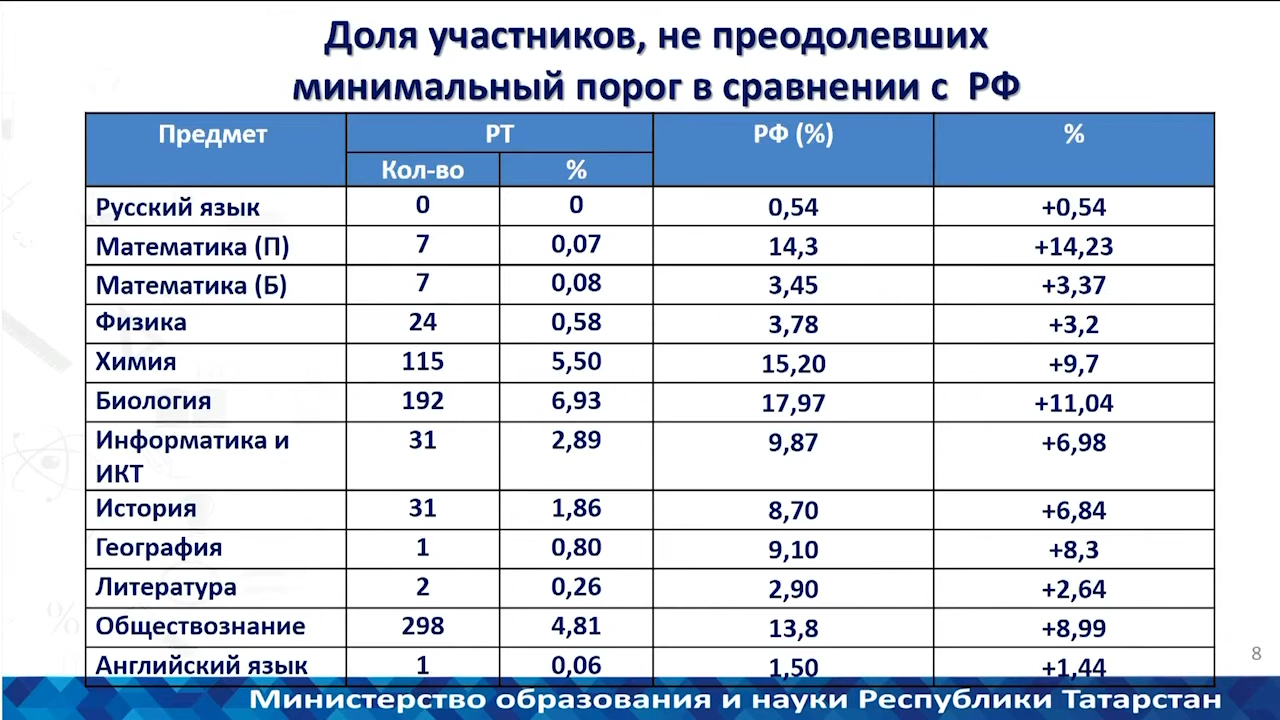 Доля участников, не преодолевших
минимальный порог в сравнении с РФ
Предмет РТ РФ (%) %
Кол-во %
Русский язык 0 0 0,54 +0,54
Математика (П) 7 0,07 14,3 +14,23
Математика (Б) 7 0,08 3,45 +3,37
Физика 24 0,58 3,78 +3,2
Химия 115 5,50 15,20 +9,7
Биология 192 6,93 17,97 +11,04
Информатика и 31 2,89 9,87 +6,98
ИКТ
История 31 1,86 8,70 +6,84
География 1 0,80 9,10 +8,3
Литература 2 0,26 2,90 +2,64
Обществознание 298 4,81 13,8 +8,99
Английский язык 1 0,06 1,50 +1,44
8
Министерство образования и науки Республики Татарстан